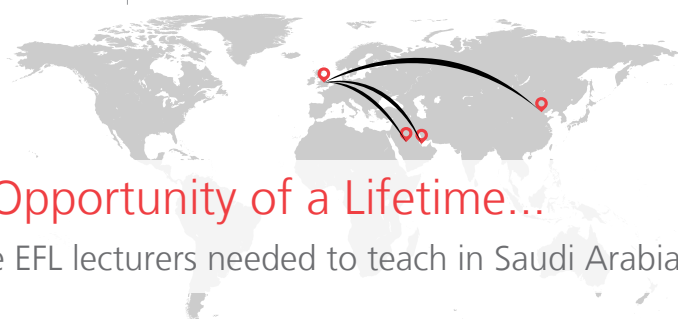 Opportunity of a Lifetime...
EFL lecturers needed to teach in Saudi Arabia